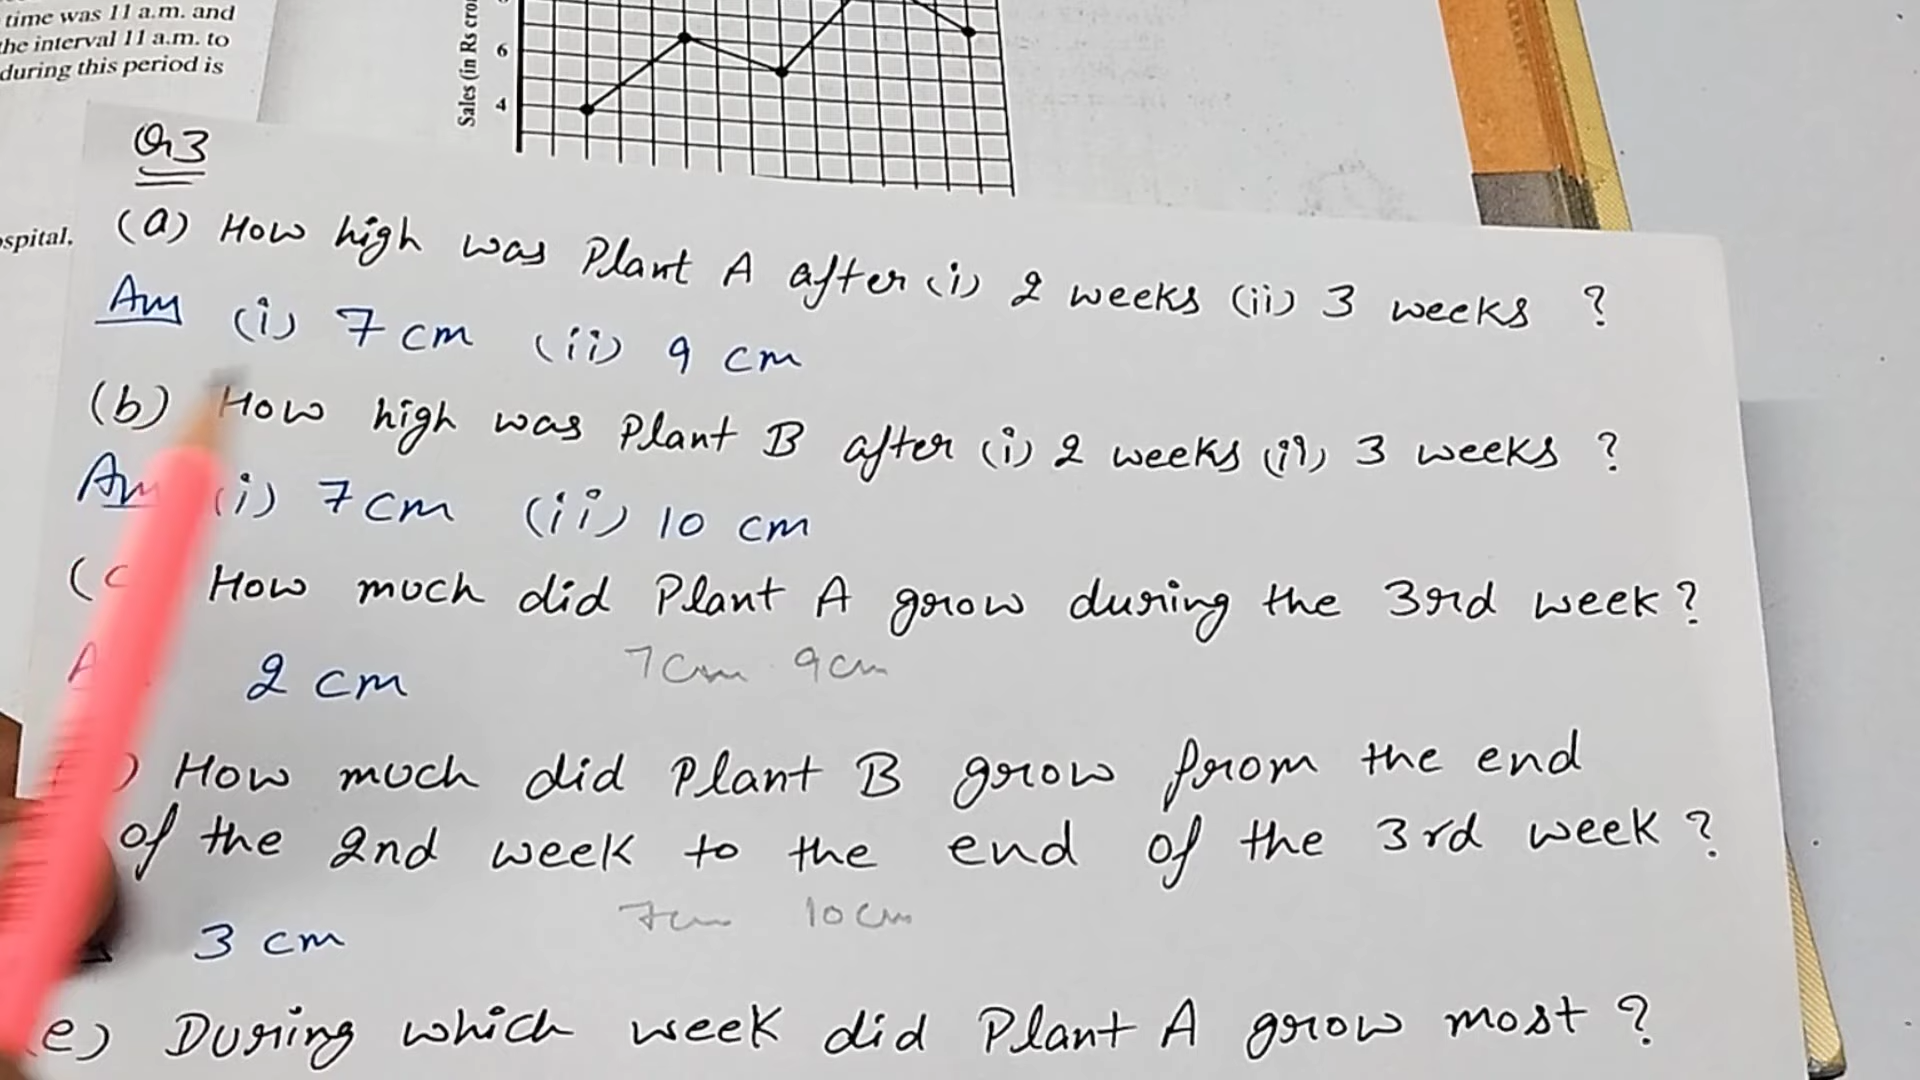 time was 11 a.m. and
the interval 11 a.m. to
during this period is
Sales (in Rs
6
4
Qr3
spital,
(a) How high was Plant A after (i) 2 weeks (ii) 3 weeks ?
Ans (i) 7 cm (ii) 9 cm
(b) How high was Plant B after (i) 2 weeks (ii) 3 weeks ?
Ans (i) 7 cm (ii) 10 cm
(c How much did Plant A grow during the 3rd week ?
A 2 cm 7cm 9cm
) How much did Plant B grow from the end
of the 2nd week to the end of the 3rd week ?
3 cm 7cm 10cm
e) During which week did Plant A grow most ?